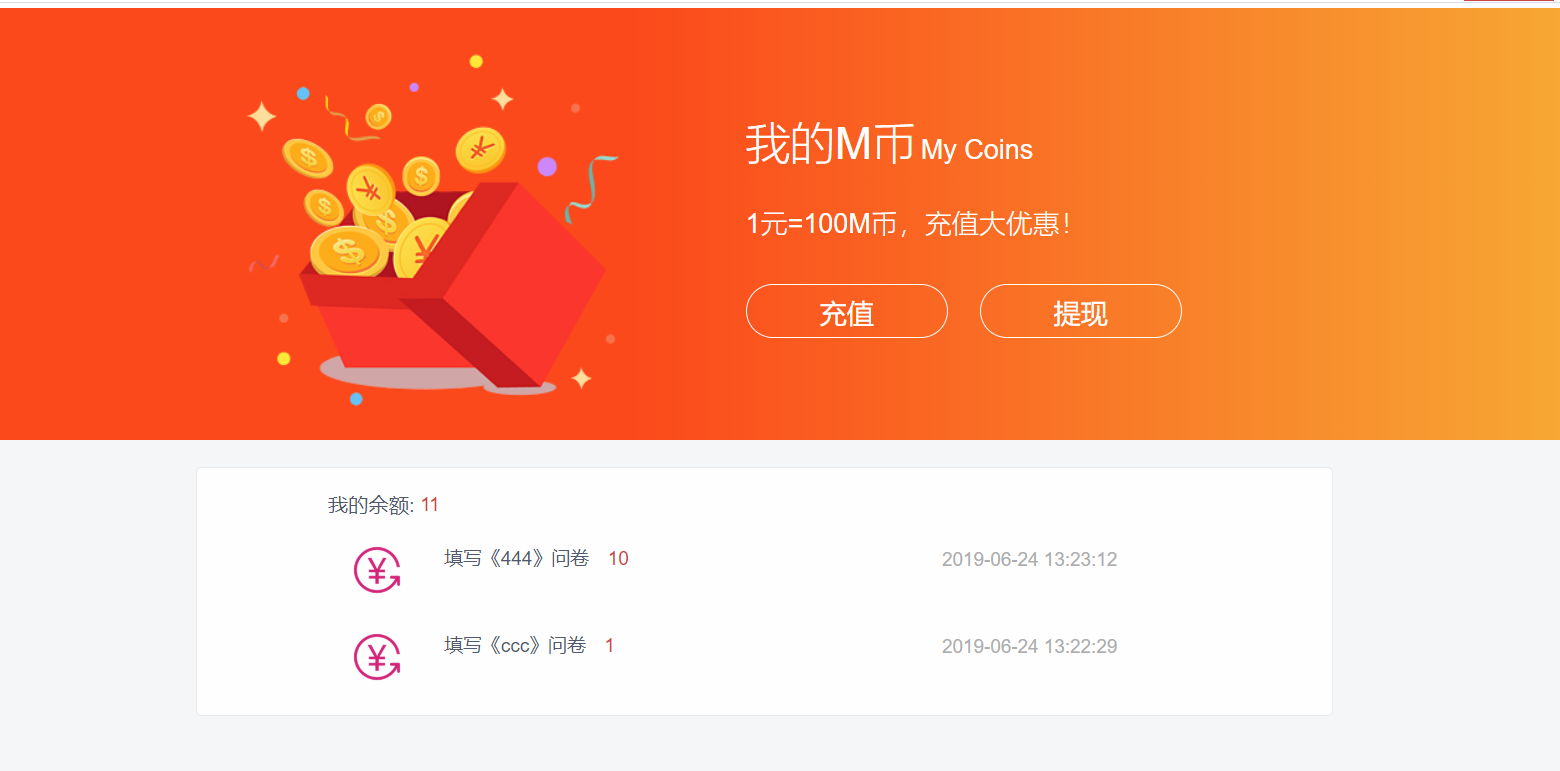 我的M币 My Coins
1元=100M币，充值大优惠！
充值 提现
我的余额: 11
填写《444》问卷 10 2019-06-24 13:23:12
填写《ccc》问卷 1 2019-06-24 13:22:29